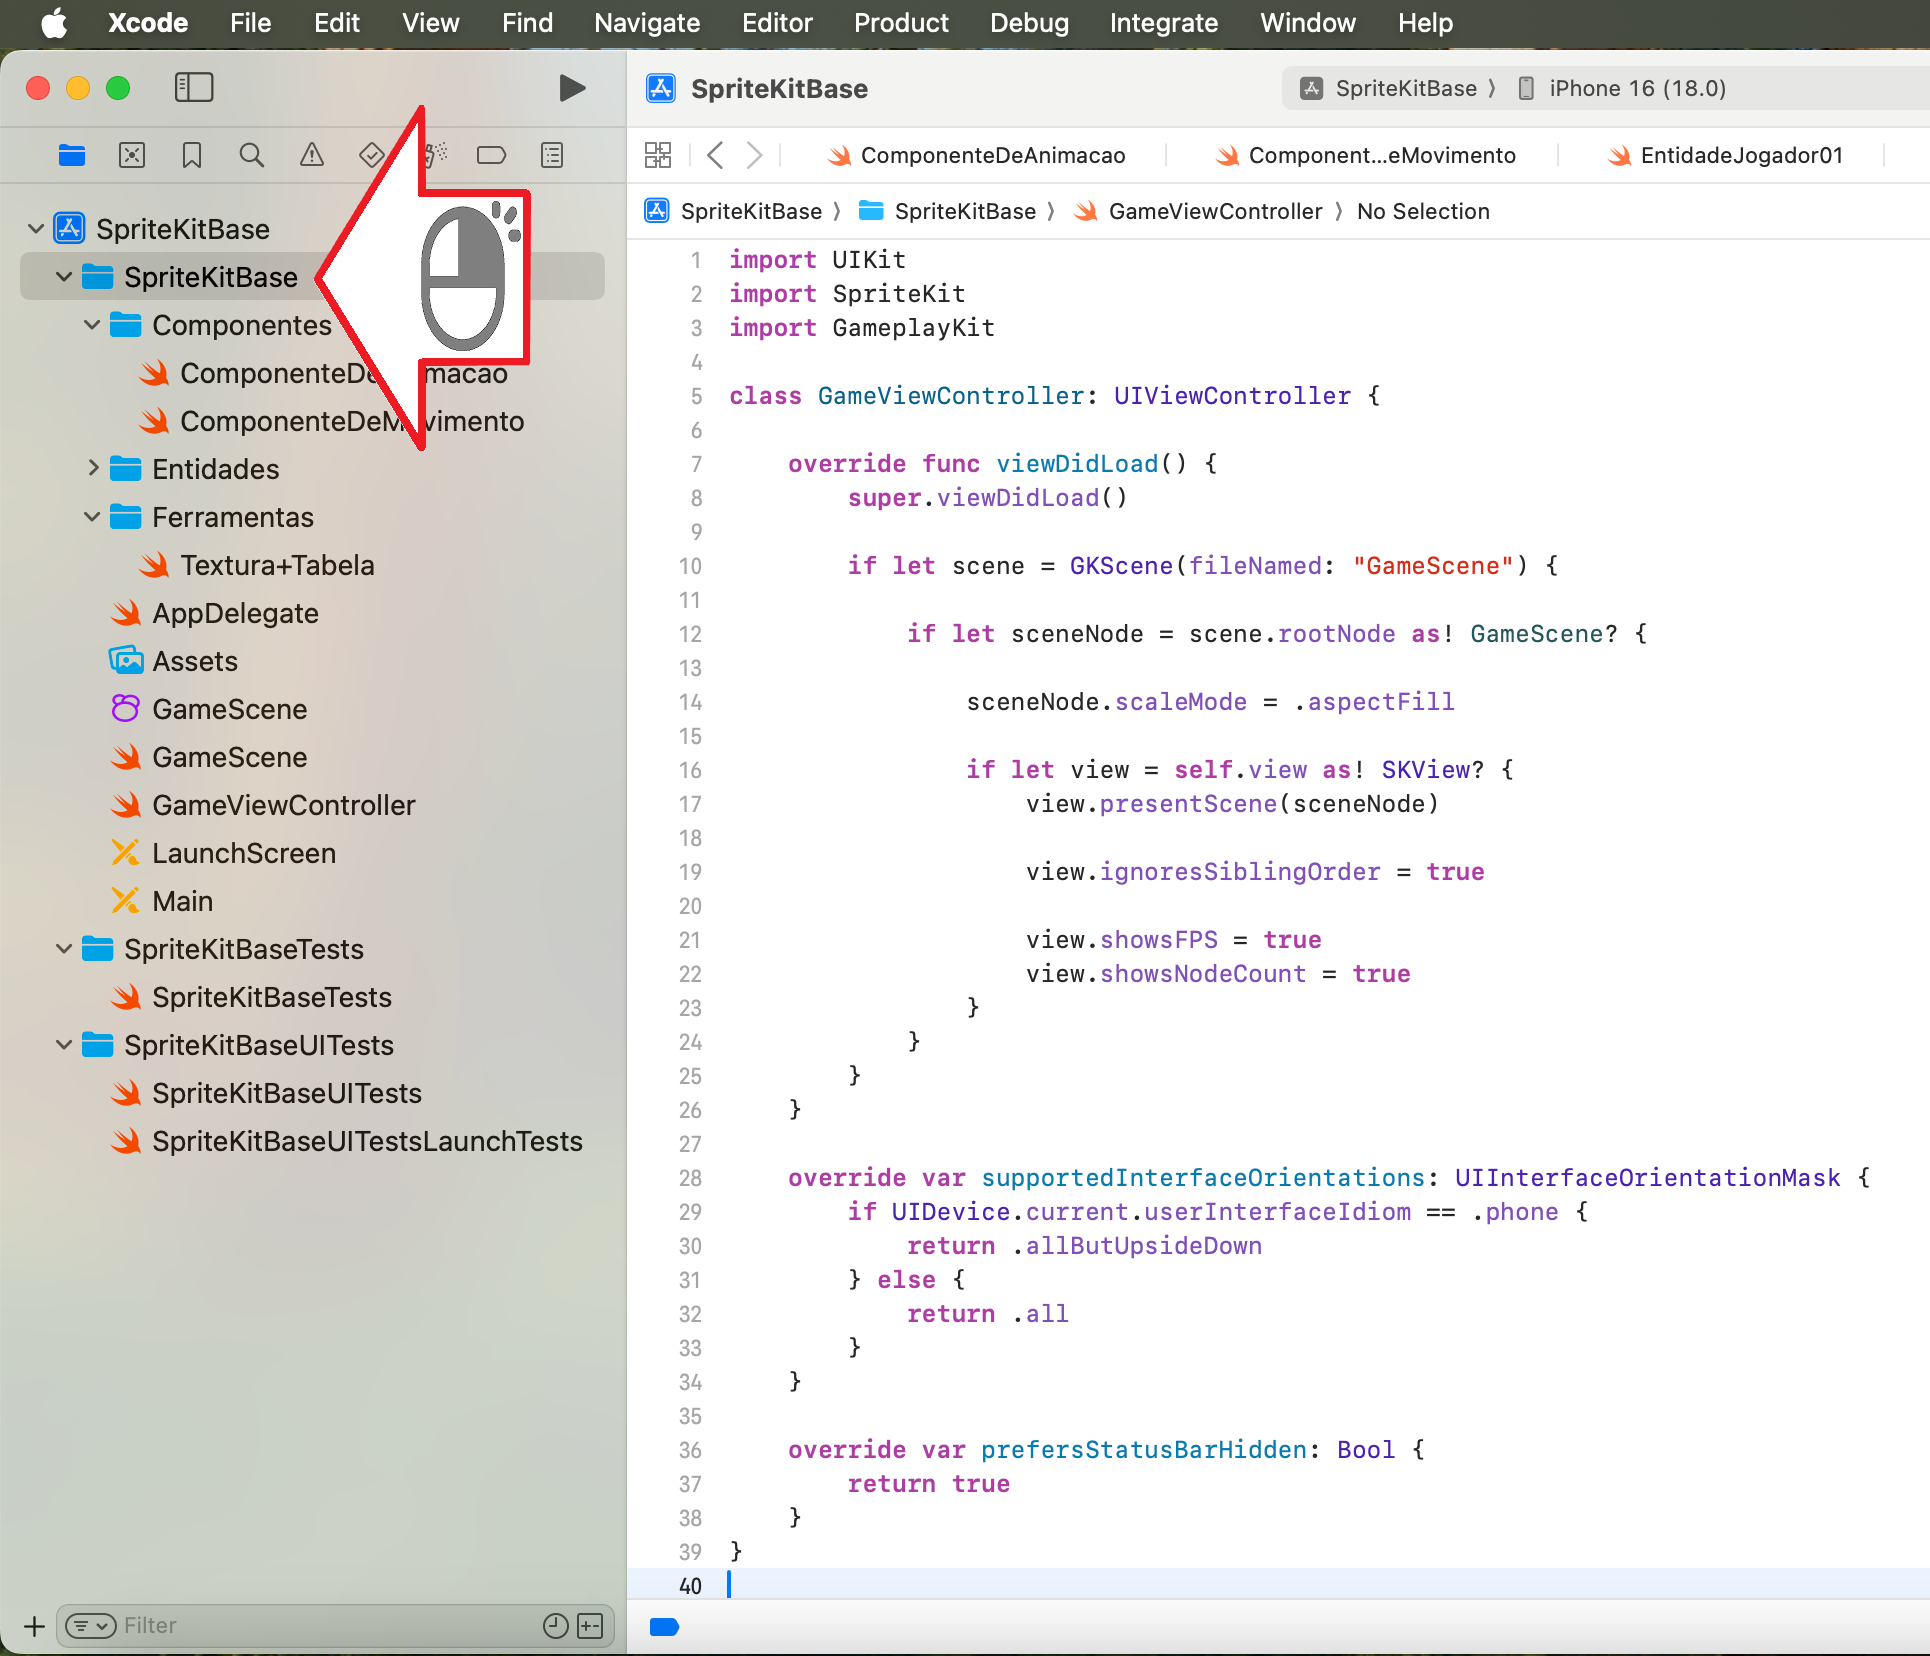 Xcode File Edit View Find Navigate Editor Product Debug Integrate Window Help
SpriteKitBase
SpriteKitBase 〉 iPhone 16 (18.0)
ComponenteDeAnimacao
Component...eMovimento
EntidadeJogador01
SpriteKitBase 〉 SpriteKitBase 〉 GameViewController 〉 No Selection
SpriteKitBase
SpriteKitBase
Componentes
ComponenteDe macao
ComponenteDeM vimento
Entidades
Ferramentas
Textura+Tabela
AppDelegate
Assets
GameScene
GameScene
GameViewController
LaunchScreen
Main
SpriteKitBaseTests
SpriteKitBaseTests
SpriteKitBaseUITests
SpriteKitBaseUITests
SpriteKitBaseUITestsLaunchTests
Filter
1 import UIKit
2 import SpriteKit
3 import GameplayKit
4
5 class GameViewController: UIViewController {
6
7     override func viewDidLoad() {
8         super.viewDidLoad()
9
10         if let scene = GKScene(fileNamed: "GameScene") {
11
12             if let sceneNode = scene.rootNode as! GameScene? {
13
14                 sceneNode.scaleMode = .aspectFill
15
16                 if let view = self.view as! SKView? {
17                     view.presentScene(sceneNode)
18
19                     view.ignoresSiblingOrder = true
20
21                     view.showsFPS = true
22                     view.showsNodeCount = true
23                 }
24             }
25         }
26     }
27
28     override var supportedInterfaceOrientations: UIInterfaceOrientationMask {
29         if UIDevice.current.userInterfaceIdiom == .phone {
30             return .allButUpsideDown
31         } else {
32             return .all
33         }
34     }
35
36     override var prefersStatusBarHidden: Bool {
37         return true
38     }
39 }
40